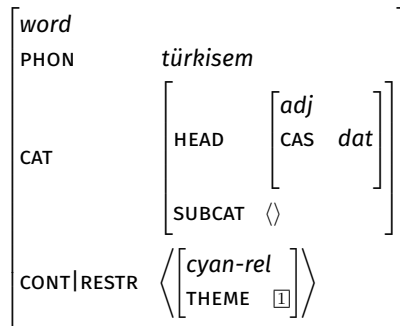 word
PHON türkisem
CAT
HEAD
adj
CAS dat
SUBCAT ⟨⟩
CONT|RESTR
cyan-rel
THEME 1